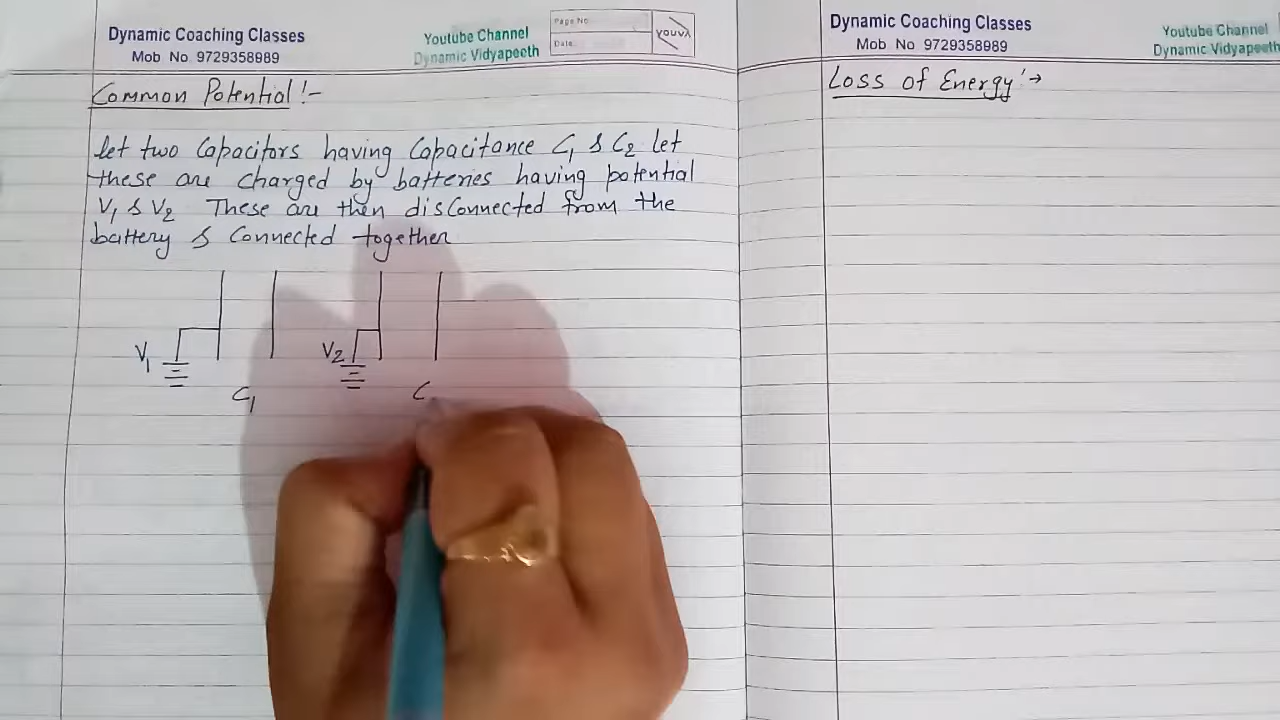 Dynamic Coaching Classes
Mob No 9729358989
Youtube Channel
Dynamic Vidyapeeth
Page No
Date
youva
Common Potential :-
let two Capacitors having Capacitance C1 & C2 let
these are charged by batteries having potential
V1 & V2 These are then disconnected from the
battery & Connected together
V1
C1
V2
C
Dynamic Coaching Classes
Mob No 9729358989
Youtube Channel
Dynamic Vidyapeeth
Loss of Energy :→